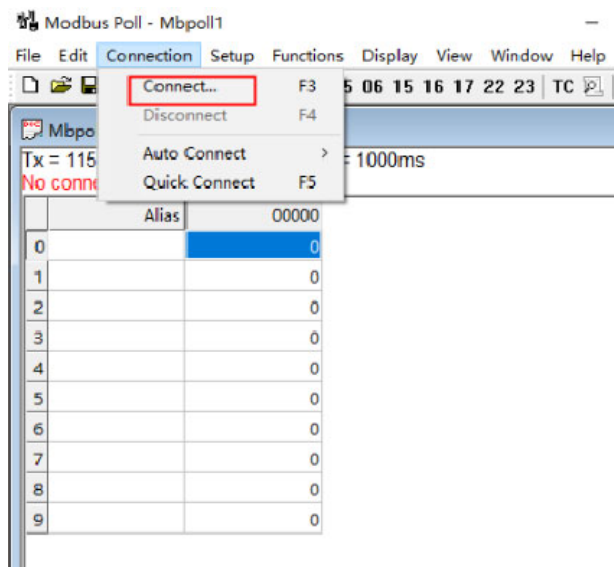 Modbus Poll - Mbpoll1
File Edit Connection Setup Functions Display View Window Help
Connect... F3
5 06 15 16 17 22 23 TC
Disconnect F4
Mbpo
Auto Connect >
Tx = 115
= 1000ms
Quick Connect F5
No conne
Alias 00000
0 0
1 0
2 0
3 0
4 0
5 0
6 0
7 0
8 0
9 0